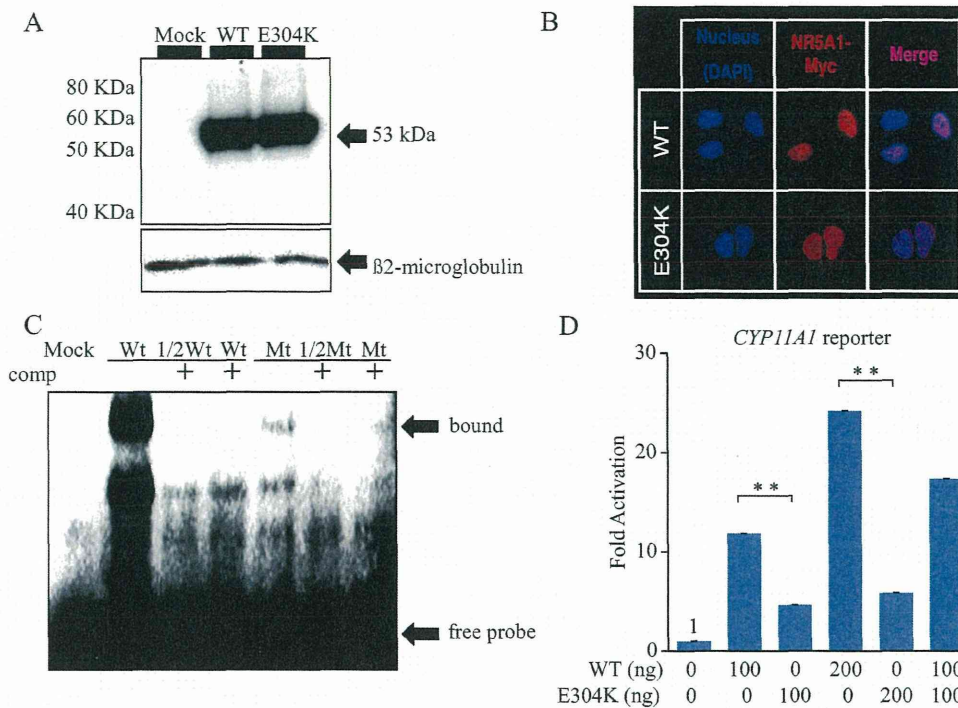 A
Mock WT E304K
80 KDa
60 KDa
50 KDa
40 KDa
53 kDa
ß2-microglobulin
B
Nucleus
(DAPI)
NR5A1-
Myc
Merge
WT
E304K
C
Mock Wt 1/2Wt Wt Mt 1/2Mt Mt
comp + + + +
bound
free probe
D
CYP11A1 reporter
Fold Activation
30
20
10
0
1
* *
* *
WT (ng) 0 100 0 200 0 100
E304K (ng) 0 0 100 0 200 100